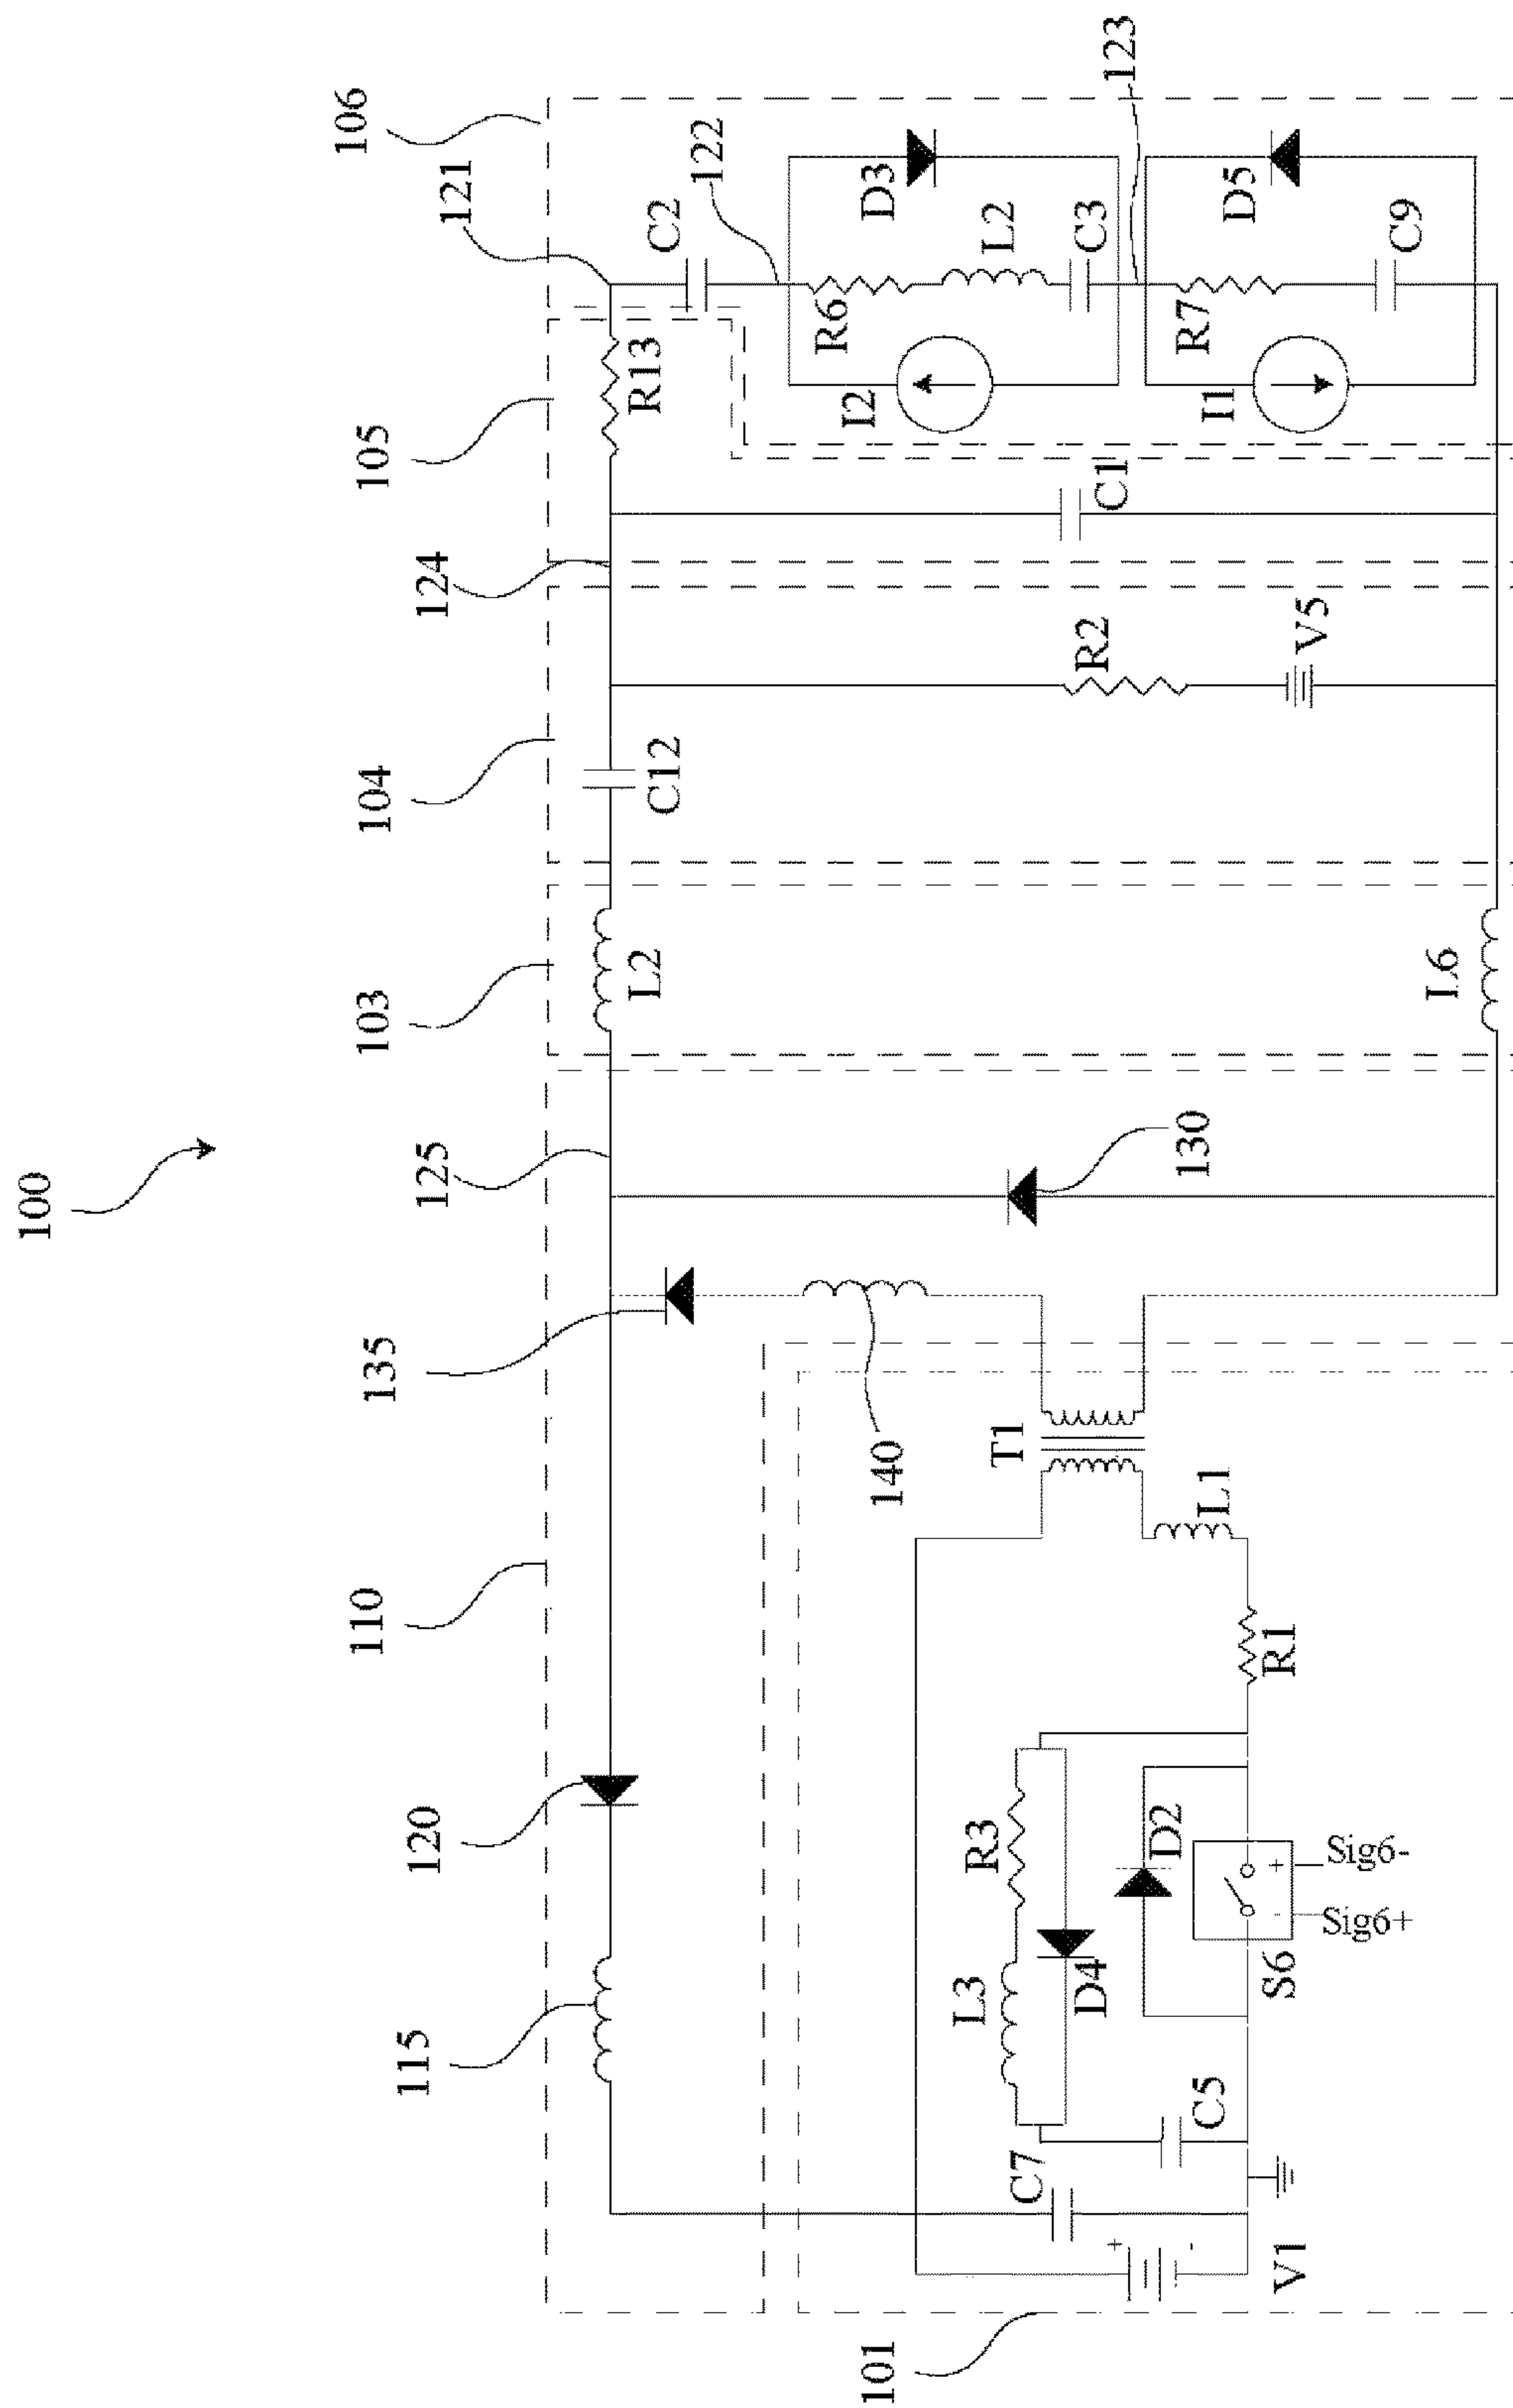 100
101
110
115
120
135
125
103
104
124
105
121
106
122
123
130
140
L2
C12
R13
C2
R6
L2
C3
D3
I2
R7
C9
D5
I1
C1
R2
V5
L6
T1
L1
R1
R3
L3
D4
D2
S6
Sig6-
Sig6+
+
-
C5
C7
+
-
V1